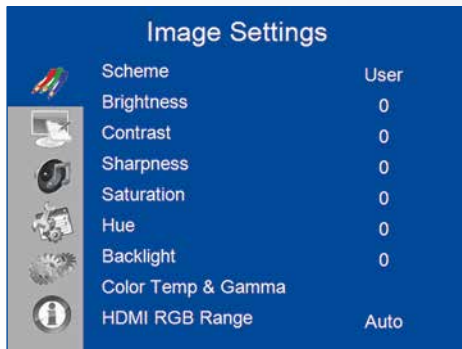 Image Settings
Scheme User
Brightness 0
Contrast 0
Sharpness 0
Saturation 0
Hue 0
Backlight 0
Color Temp & Gamma
HDMI RGB Range Auto